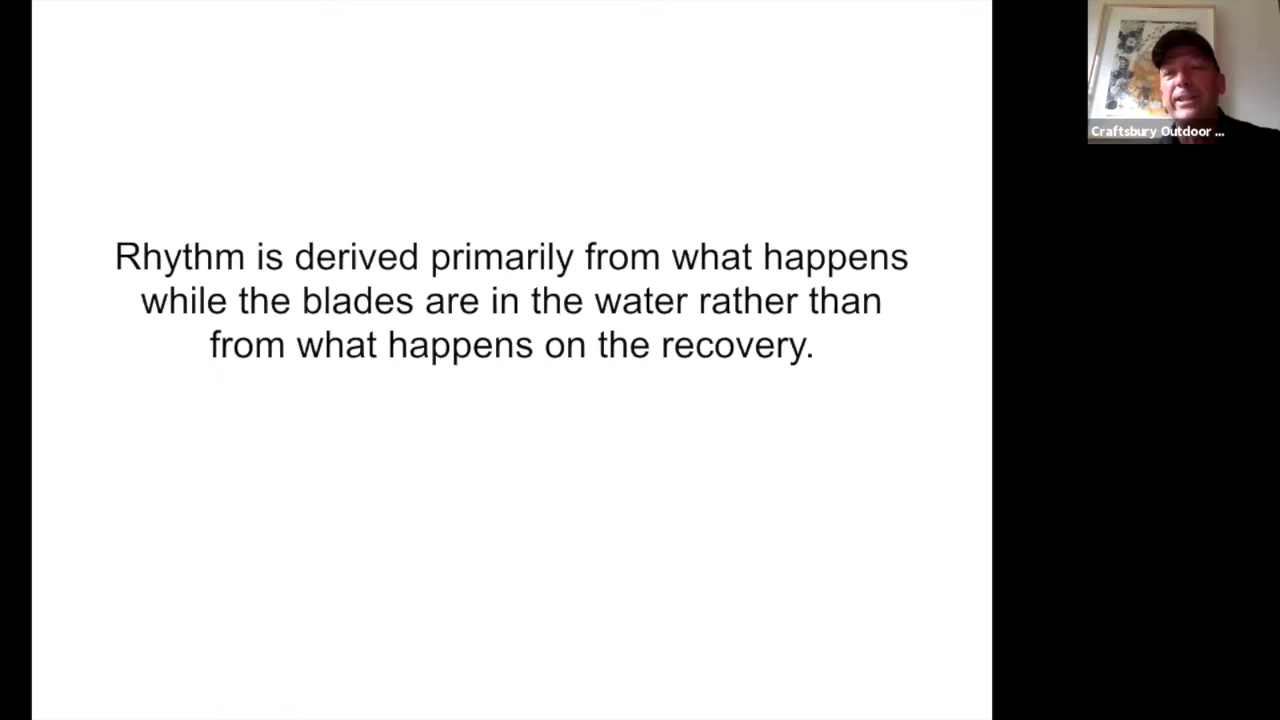 Rhythm is derived primarily from what happens
while the blades are in the water rather than
from what happens on the recovery.
Craftsbury Outdoor ...